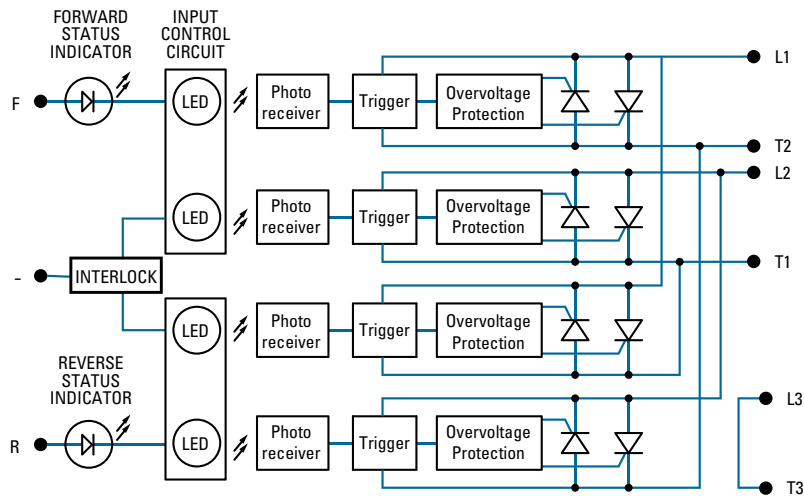 FORWARD
STATUS
INDICATOR
INPUT
CONTROL
CIRCUIT
F
LED
Photo
receiver
Trigger
Overvoltage
Protection
L1
T2
LED
Photo
receiver
Trigger
Overvoltage
Protection
L2
T1
-
INTERLOCK
LED
Photo
receiver
Trigger
Overvoltage
Protection
REVERSE
STATUS
INDICATOR
R
LED
Photo
receiver
Trigger
Overvoltage
Protection
L3
T3